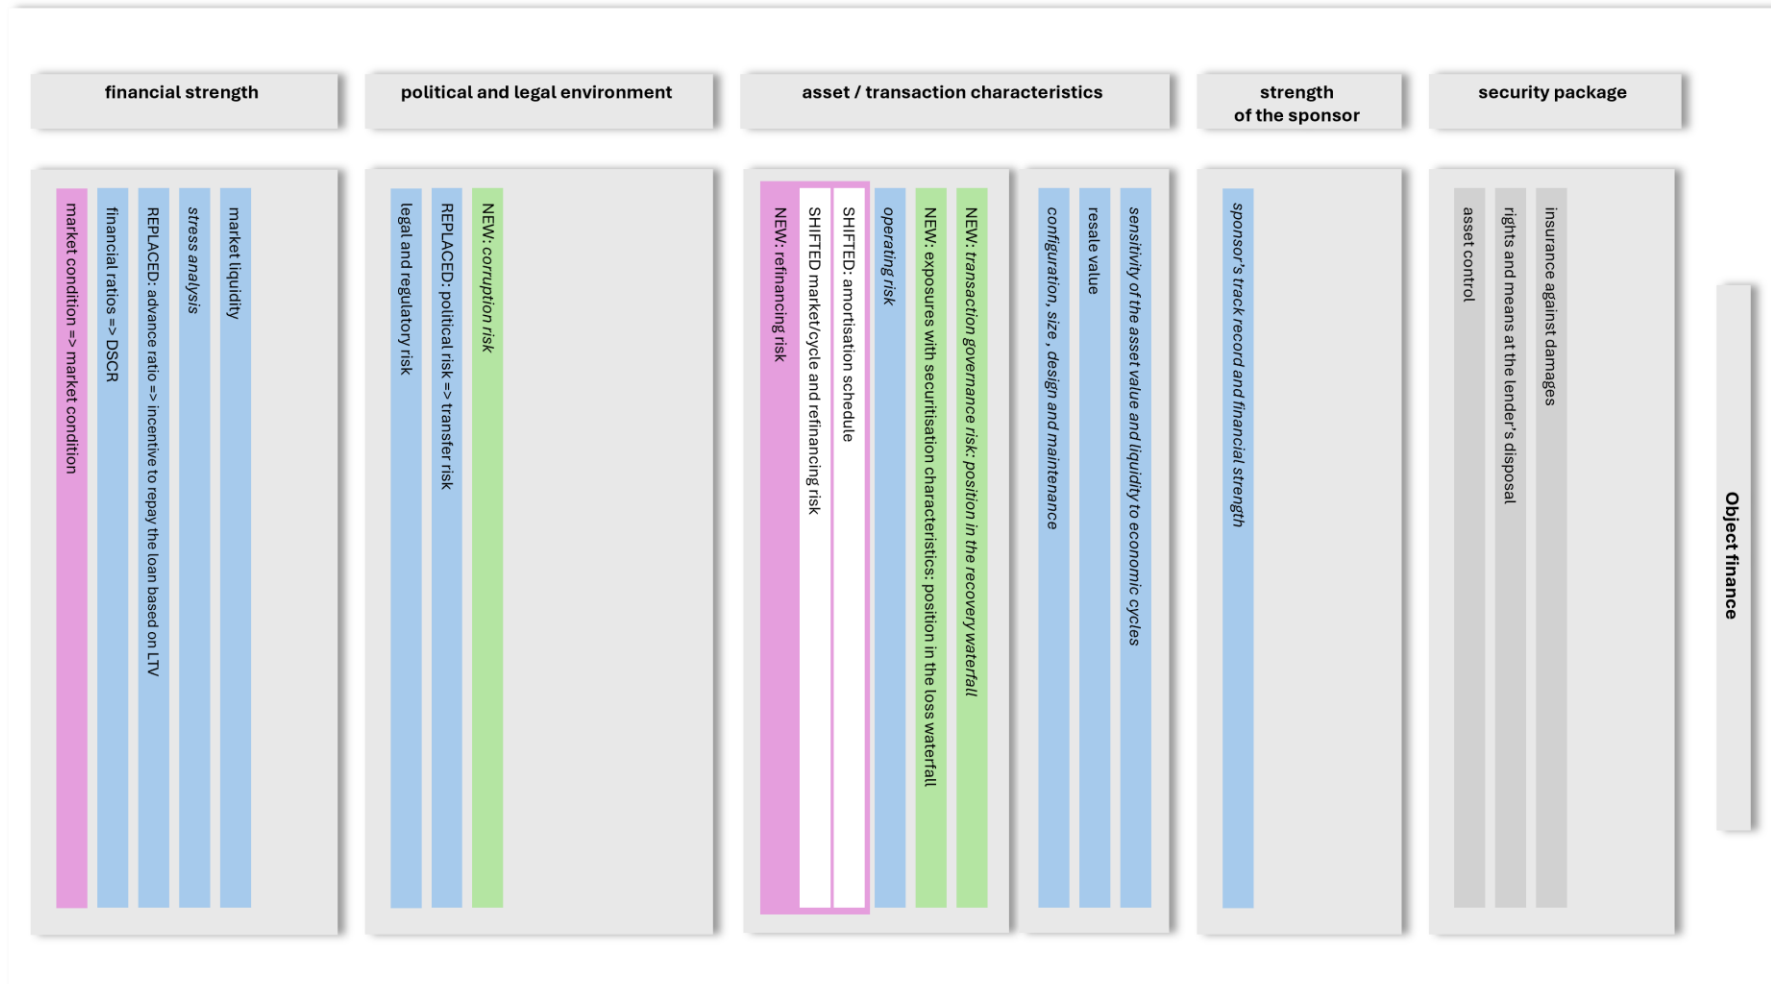 financial strength
political and legal environment
asset / transaction characteristics
strength
of the sponsor
security package
market condition => market condition
financial ratios => DSCR
REPLACED: advance ratio => incentive to repay the loan based on LTV
stress analysis
market liquidity
legal and regulatory risk
REPLACED: political risk => transfer risk
NEW: corruption risk
NEW: refinancing risk
SHIFTED market/cycle and refinancing risk
SHIFTED: amortisation schedule
operating risk
NEW: exposures with securitisation characteristics: position in the loss waterfall
NEW: transaction governance risk: position in the recovery waterfall
configuration, size , design and maintenance
resale value
sensitivity of the asset value and liquidity to economic cycles
sponsor's track record and financial strength
asset control
rights and means at the lender's disposal
insurance against damages
Object finance